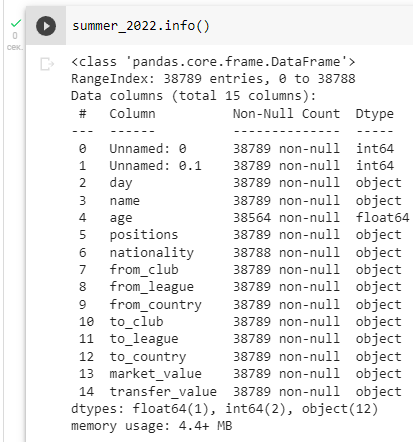 summer_2022.info()
0
сек.
<class 'pandas.core.frame.DataFrame'>
RangeIndex: 38789 entries, 0 to 38788
Data columns (total 15 columns):
 #   Column          Non-Null Count  Dtype
---  ------          --------------  -----
 0   Unnamed: 0      38789 non-null  int64
 1   Unnamed: 0.1    38789 non-null  int64
 2   day             38789 non-null  object
 3   name            38789 non-null  object
 4   age             38564 non-null  float64
 5   positions       38789 non-null  object
 6   nationality     38788 non-null  object
 7   from_club       38789 non-null  object
 8   from_league     38789 non-null  object
 9   from_country    38789 non-null  object
 10  to_club         38789 non-null  object
 11  to_league       38789 non-null  object
 12  to_country      38789 non-null  object
 13  market_value    38789 non-null  object
 14  transfer_value  38789 non-null  object
dtypes: float64(1), int64(2), object(12)
memory usage: 4.4+ MB